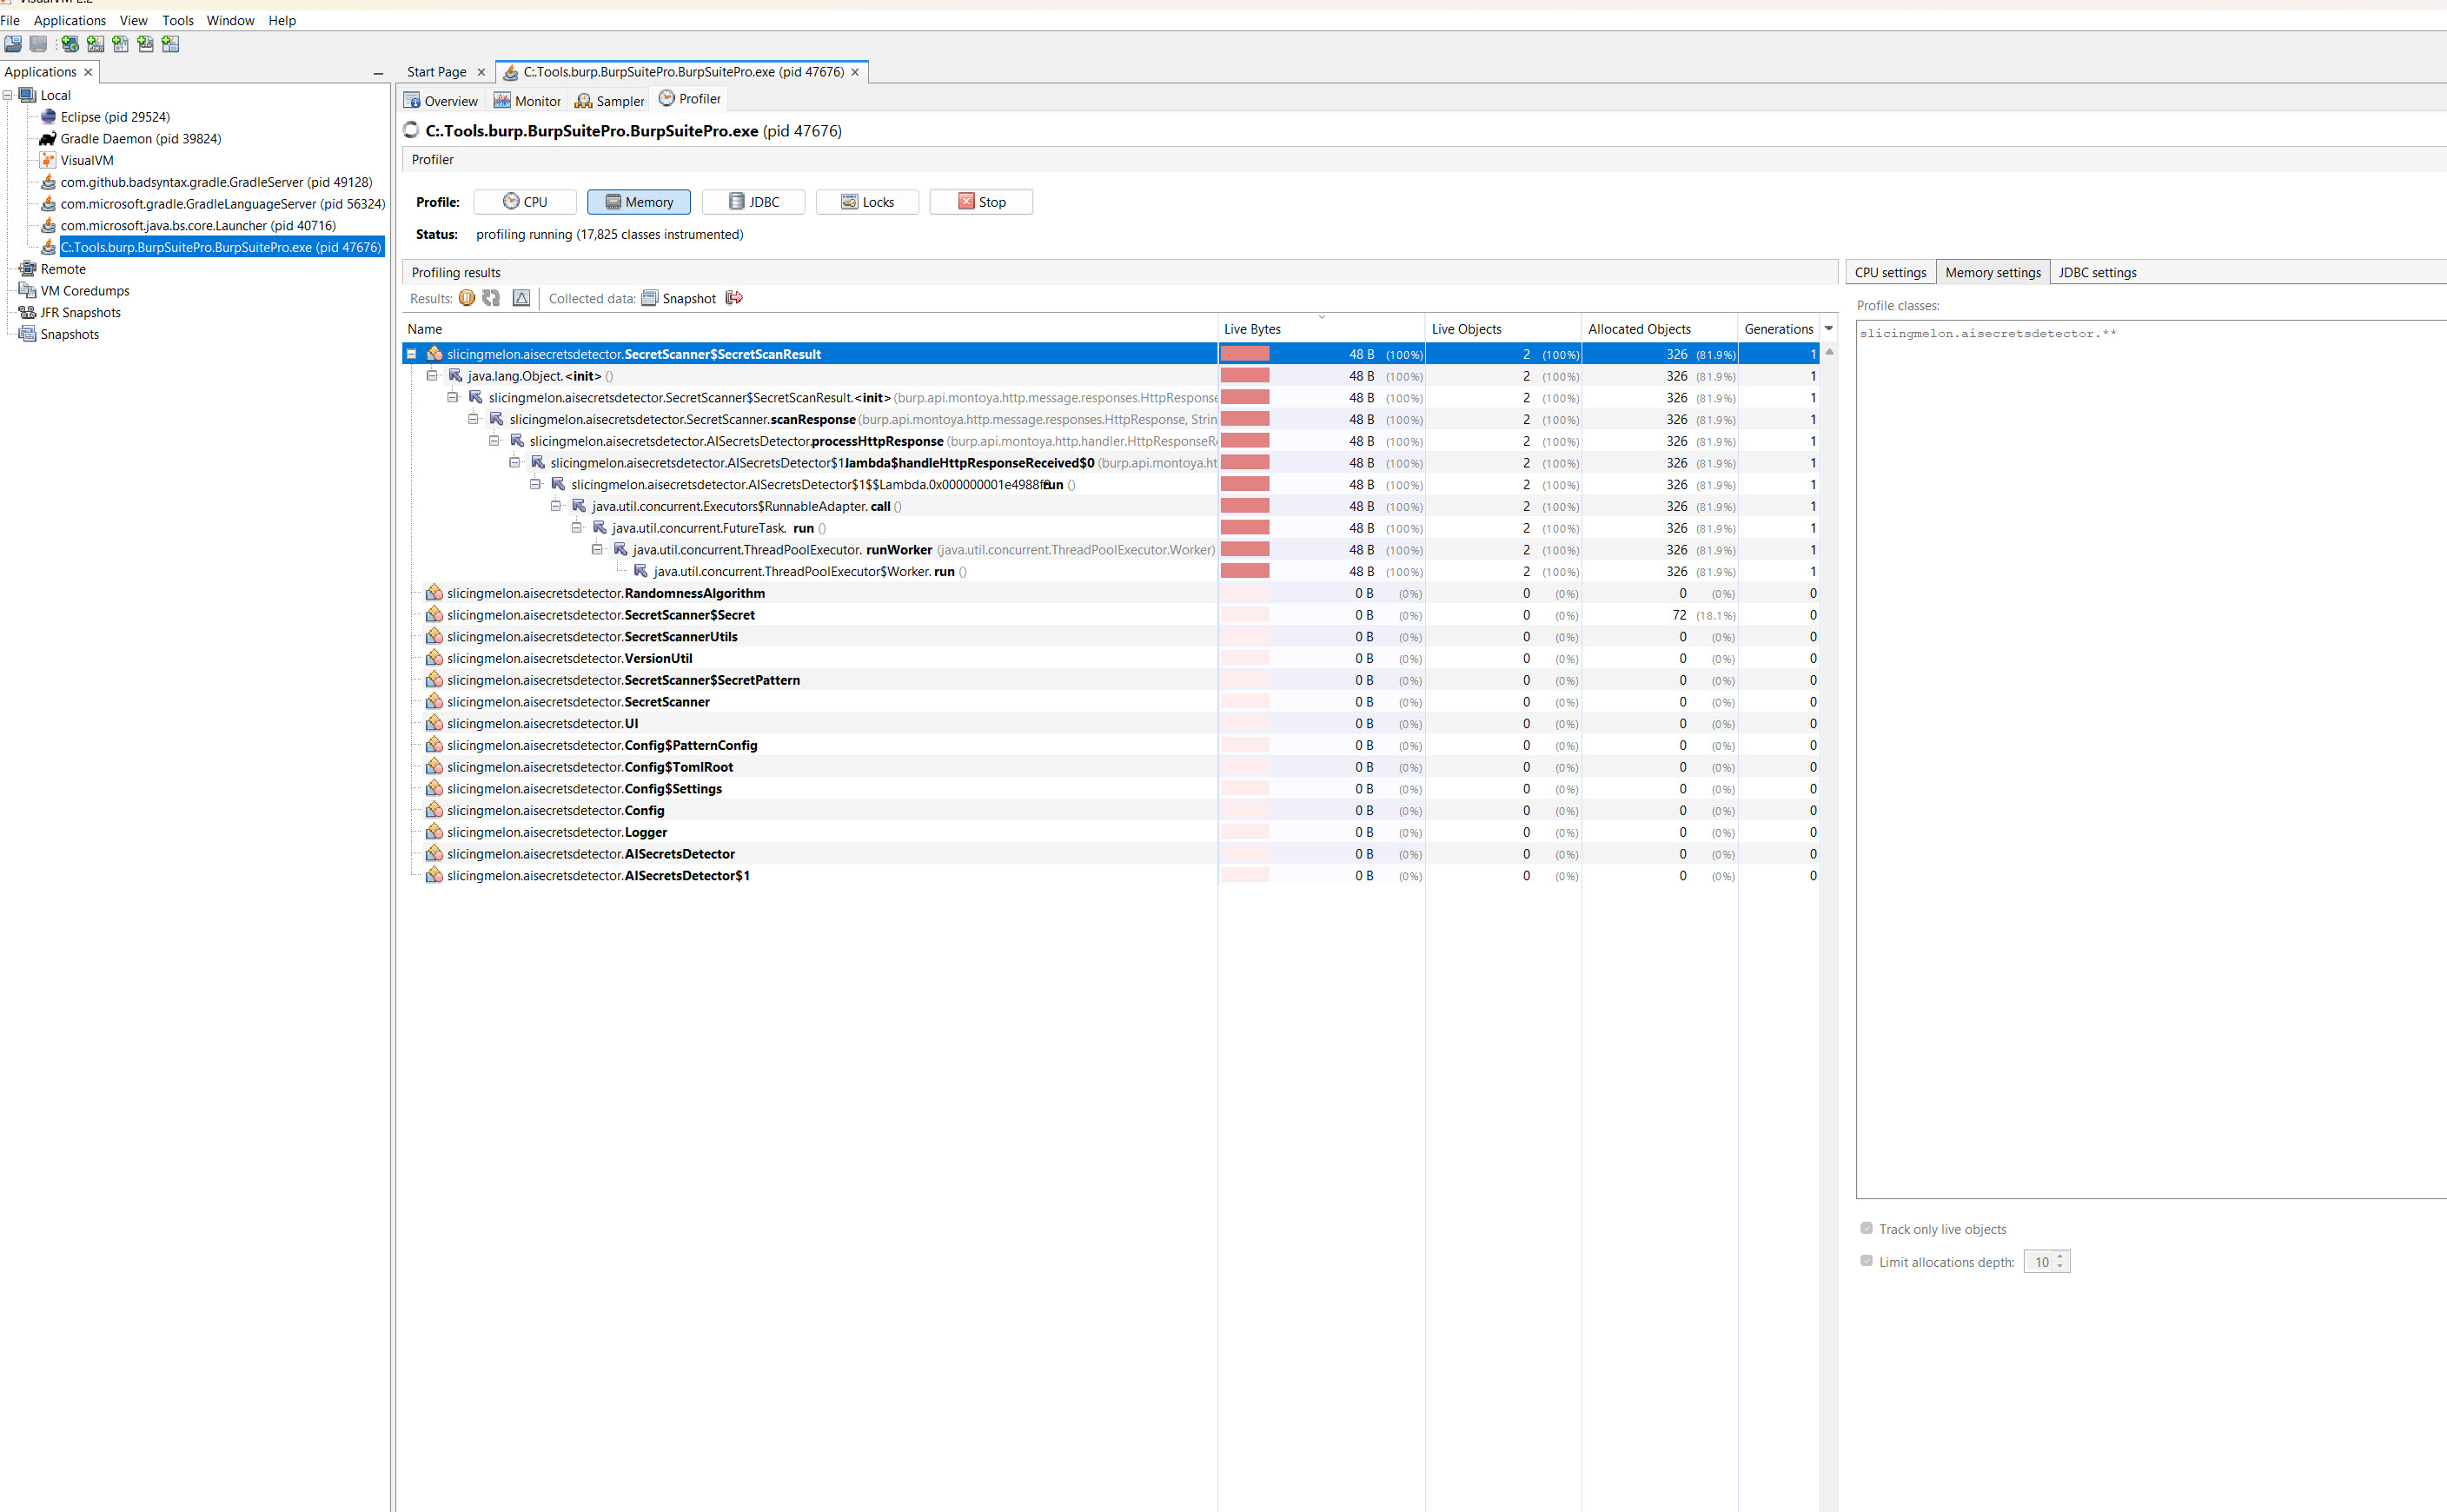 VisualVM 2.2
File Applications View Tools Window Help
Applications
Start Page
C:.Tools.burp.BurpSuitePro.BurpSuitePro.exe (pid 47676)
Local
Eclipse (pid 29524)
Gradle Daemon (pid 39824)
VisualVM
com.github.badsyntax.gradle.GradleServer (pid 49128)
com.microsoft.gradle.GradleLanguageServer (pid 56324)
com.microsoft.java.bs.core.Launcher (pid 40716)
C:.Tools.burp.BurpSuitePro.BurpSuitePro.exe (pid 47676)
Remote
VM Coredumps
JFR Snapshots
Snapshots
Overview Monitor Sampler Profiler
C:.Tools.burp.BurpSuitePro.BurpSuitePro.exe (pid 47676)
Profiler
Profile: CPU Memory JDBC Locks Stop
Status: profiling running (17,825 classes instrumented)
Profiling results
Results: Collected data: Snapshot
Name Live Bytes Live Objects Allocated Objects Generations
slicingmelon.aisecretsdetector.SecretScanner$SecretScanResult 48 B (100%) 2 (100%) 326 (81.9%) 1
java.lang.Object.<init> () 48 B (100%) 2 (100%) 326 (81.9%) 1
slicingmelon.aisecretsdetector.SecretScanner$SecretScanResult.<init> (burp.api.montoya.http.message.responses.HttpResponse 48 B (100%) 2 (100%) 326 (81.9%) 1
slicingmelon.aisecretsdetector.SecretScanner.scanResponse (burp.api.montoya.http.message.responses.HttpResponse, Strin 48 B (100%) 2 (100%) 326 (81.9%) 1
slicingmelon.aisecretsdetector.AISecretsDetector.processHttpResponse (burp.api.montoya.http.handler.HttpResponseRe 48 B (100%) 2 (100%) 326 (81.9%) 1
slicingmelon.aisecretsdetector.AISecretsDetector$1.lambda$handleHttpResponseReceived$0 (burp.api.montoya.ht 48 B (100%) 2 (100%) 326 (81.9%) 1
slicingmelon.aisecretsdetector.AISecretsDetector$1$$Lambda.0x000000001e4988f run () 48 B (100%) 2 (100%) 326 (81.9%) 1
java.util.concurrent.Executors$RunnableAdapter.call () 48 B (100%) 2 (100%) 326 (81.9%) 1
java.util.concurrent.FutureTask. run () 48 B (100%) 2 (100%) 326 (81.9%) 1
java.util.concurrent.ThreadPoolExecutor. runWorker (java.util.concurrent.ThreadPoolExecutor.Worker) 48 B (100%) 2 (100%) 326 (81.9%) 1
java.util.concurrent.ThreadPoolExecutor$Worker. run () 48 B (100%) 2 (100%) 326 (81.9%) 1
slicingmelon.aisecretsdetector.RandomnessAlgorithm 0 B (0%) 0 (0%) 0 (0%) 0
slicingmelon.aisecretsdetector.SecretScanner$Secret 0 B (0%) 0 (0%) 72 (18.1%) 0
slicingmelon.aisecretsdetector.SecretScannerUtils 0 B (0%) 0 (0%) 0 (0%) 0
slicingmelon.aisecretsdetector.VersionUtil 0 B (0%) 0 (0%) 0 (0%) 0
slicingmelon.aisecretsdetector.SecretScanner$SecretPattern 0 B (0%) 0 (0%) 0 (0%) 0
slicingmelon.aisecretsdetector.SecretScanner 0 B (0%) 0 (0%) 0 (0%) 0
slicingmelon.aisecretsdetector.UI 0 B (0%) 0 (0%) 0 (0%) 0
slicingmelon.aisecretsdetector.Config$PatternConfig 0 B (0%) 0 (0%) 0 (0%) 0
slicingmelon.aisecretsdetector.Config$TomlRoot 0 B (0%) 0 (0%) 0 (0%) 0
slicingmelon.aisecretsdetector.Config$Settings 0 B (0%) 0 (0%) 0 (0%) 0
slicingmelon.aisecretsdetector.Config 0 B (0%) 0 (0%) 0 (0%) 0
slicingmelon.aisecretsdetector.Logger 0 B (0%) 0 (0%) 0 (0%) 0
slicingmelon.aisecretsdetector.AISecretsDetector 0 B (0%) 0 (0%) 0 (0%) 0
slicingmelon.aisecretsdetector.AISecretsDetector$1 0 B (0%) 0 (0%) 0 (0%) 0
CPU settings Memory settings JDBC settings
Profile classes:
slicingmelon.aisecretsdetector.**
Track only live objects
Limit allocations depth: 10